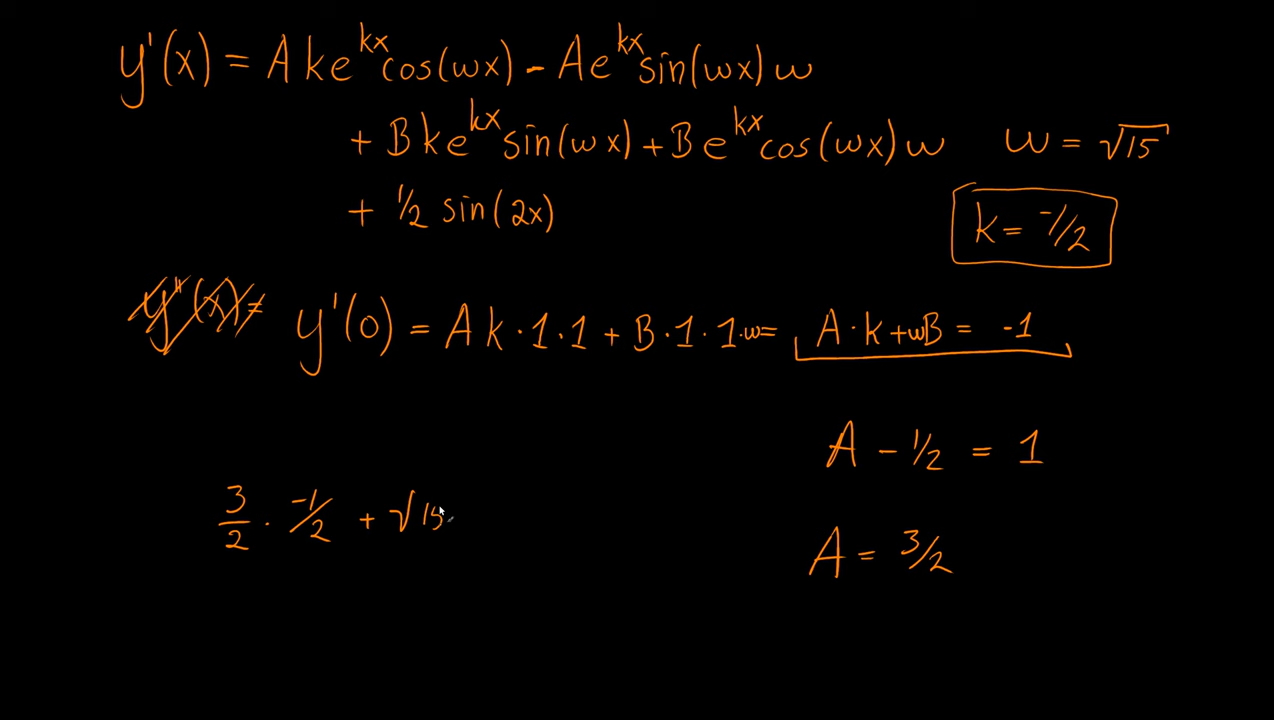 y'(x) = A k e^{kx} cos(wx) - A e^{kx} sin(wx) w
+ B k e^{kx} sin(wx) + B e^{kx} cos(wx) w
w = √15
+ 1/2 sin(2x)
k = -1/2
y''(x) =
y'(0) = A k · 1 · 1 + B · 1 · 1 · w = A · k + wB = -1
A - 1/2 = 1
3/2 · -1/2 + √15
A = 3/2